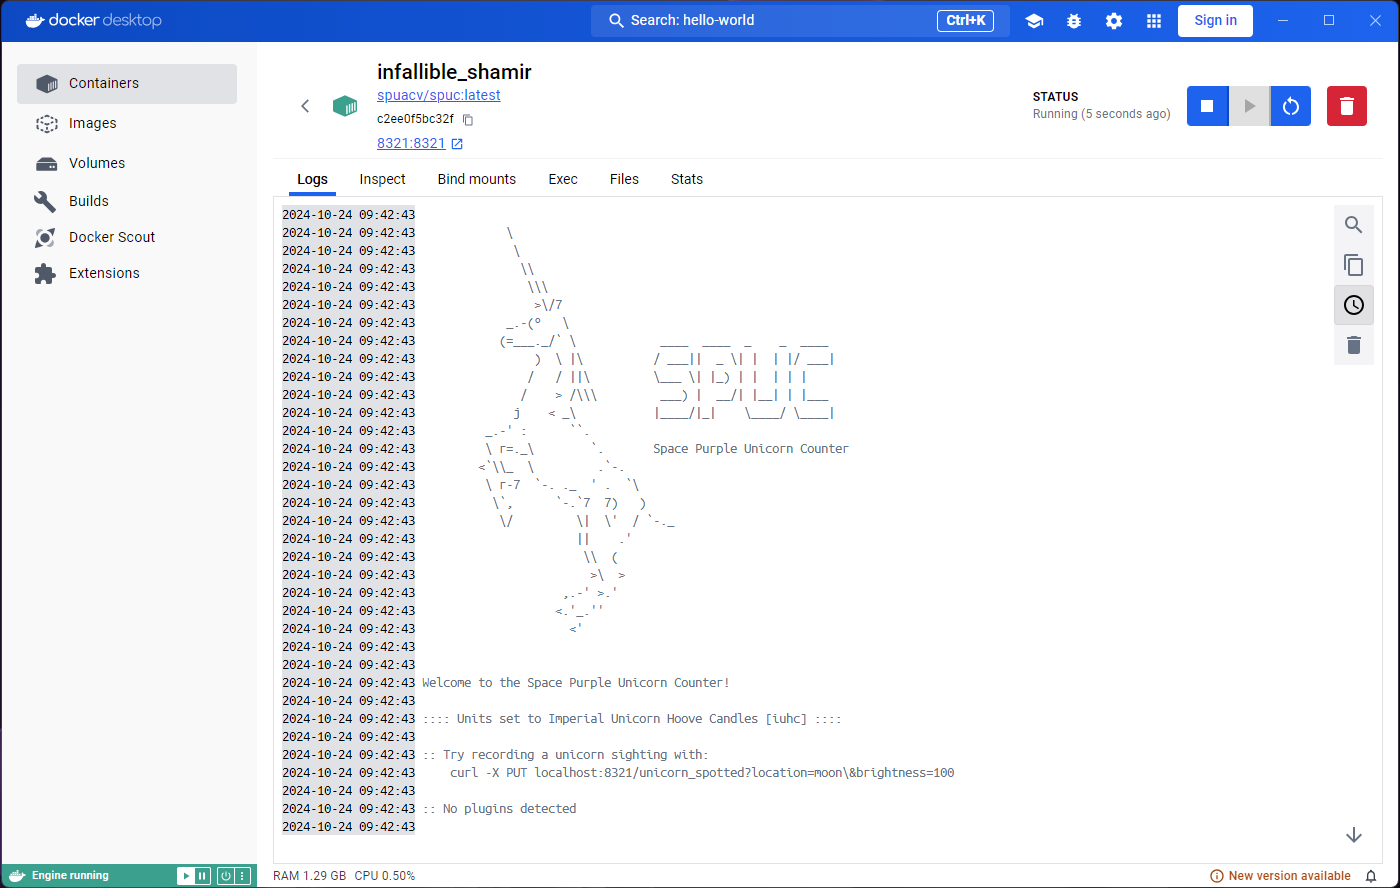 docker desktop
Search: hello-world
Ctrl+K
Sign in
Containers
Images
Volumes
Builds
Docker Scout
Extensions
infallible_shamir
spuacv/spuc:latest
c2ee0f5bc32f
8321:8321
STATUS
Running (5 seconds ago)
Logs Inspect Bind mounts Exec Files Stats
2024-10-24 09:42:43
2024-10-24 09:42:43                     \
2024-10-24 09:42:43              \
2024-10-24 09:42:43               \\
2024-10-24 09:42:43                \\\
2024-10-24 09:42:43                 >\/7
2024-10-24 09:42:43             _.-(º   \
2024-10-24 09:42:43            (=___._/` \            ____  ____  _    _  ____
2024-10-24 09:42:43                 )  \ |\          / ___||  _ \| |  | |/ ___|
2024-10-24 09:42:43                /   / ||\         \___ \| |_) | |  | | |
2024-10-24 09:42:43               /    > /\\\         ___) |  __/| |__| | |___
2024-10-24 09:42:43              j    < _\           |____/|_|    \____/ \____|
2024-10-24 09:42:43          _.-' :      ``.
2024-10-24 09:42:43          \ r=._\        `.       Space Purple Unicorn Counter
2024-10-24 09:42:43         <`\\_  \         .`-.
2024-10-24 09:42:43          \ r-7  `-. ._  ' .  `\
2024-10-24 09:42:43           \`,      `-.`7  7)   )
2024-10-24 09:42:43            \/         \|  \'  / `-._
2024-10-24 09:42:43                       ||    .'
2024-10-24 09:42:43                        \\  (
2024-10-24 09:42:43                         >\  >
2024-10-24 09:42:43                     ,.-' >.'
2024-10-24 09:42:43                    <.'_.''
2024-10-24 09:42:43                      <'
2024-10-24 09:42:43
2024-10-24 09:42:43
2024-10-24 09:42:43 Welcome to the Space Purple Unicorn Counter!
2024-10-24 09:42:43
2024-10-24 09:42:43 :::: Units set to Imperial Unicorn Hoove Candles [iuhc] ::::
2024-10-24 09:42:43
2024-10-24 09:42:43 :: Try recording a unicorn sighting with:
2024-10-24 09:42:43     curl -X PUT localhost:8321/unicorn_spotted?location=moon\&brightness=100
2024-10-24 09:42:43
2024-10-24 09:42:43 :: No plugins detected
2024-10-24 09:42:43
Engine running
RAM 1.29 GB CPU 0.50%
New version available